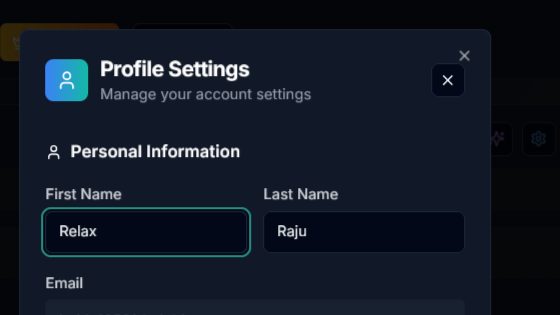 Profile Settings
Manage your account settings
Personal Information
First Name
Last Name
Relax
Raju
Email